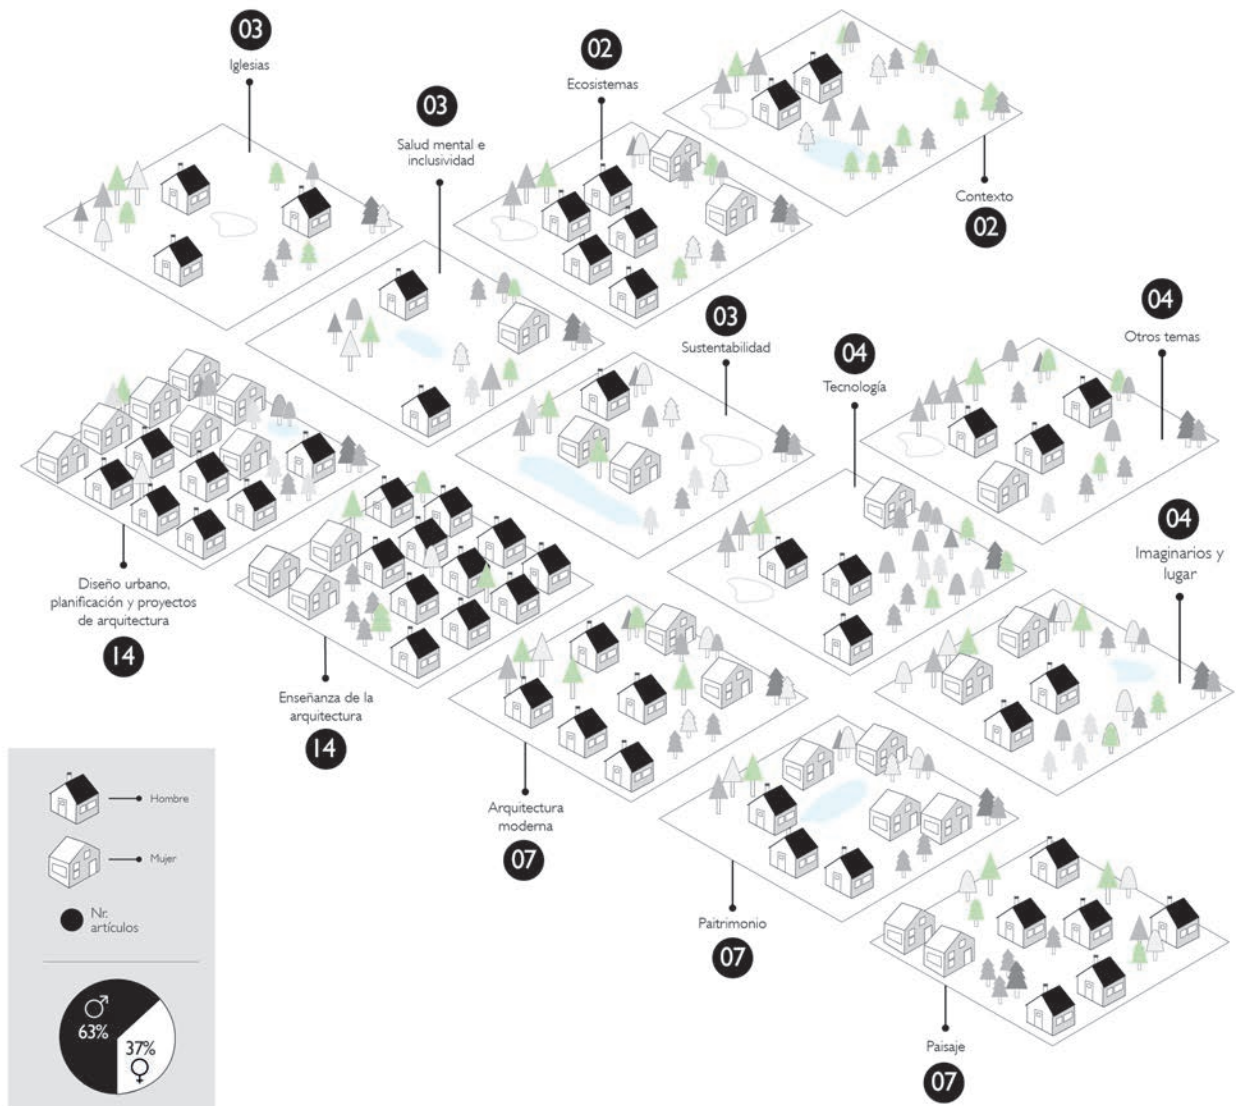 03
Iglesias
02
Ecosistemas
03
Salud mental e
inclusividad
Contexto
02
03
Sustentabilidad
04
Tecnología
04
Otros temas
04
Imaginarios y
lugar
Diseño urbano,
planificación y proyectos
de arquitectura
14
Enseñanza de la
arquitectura
14
Arquitectura
moderna
07
Paitrimonio
07
Paisaje
07
Hombre
Mujer
Nr.
artículos
♂
63%
37%
♀